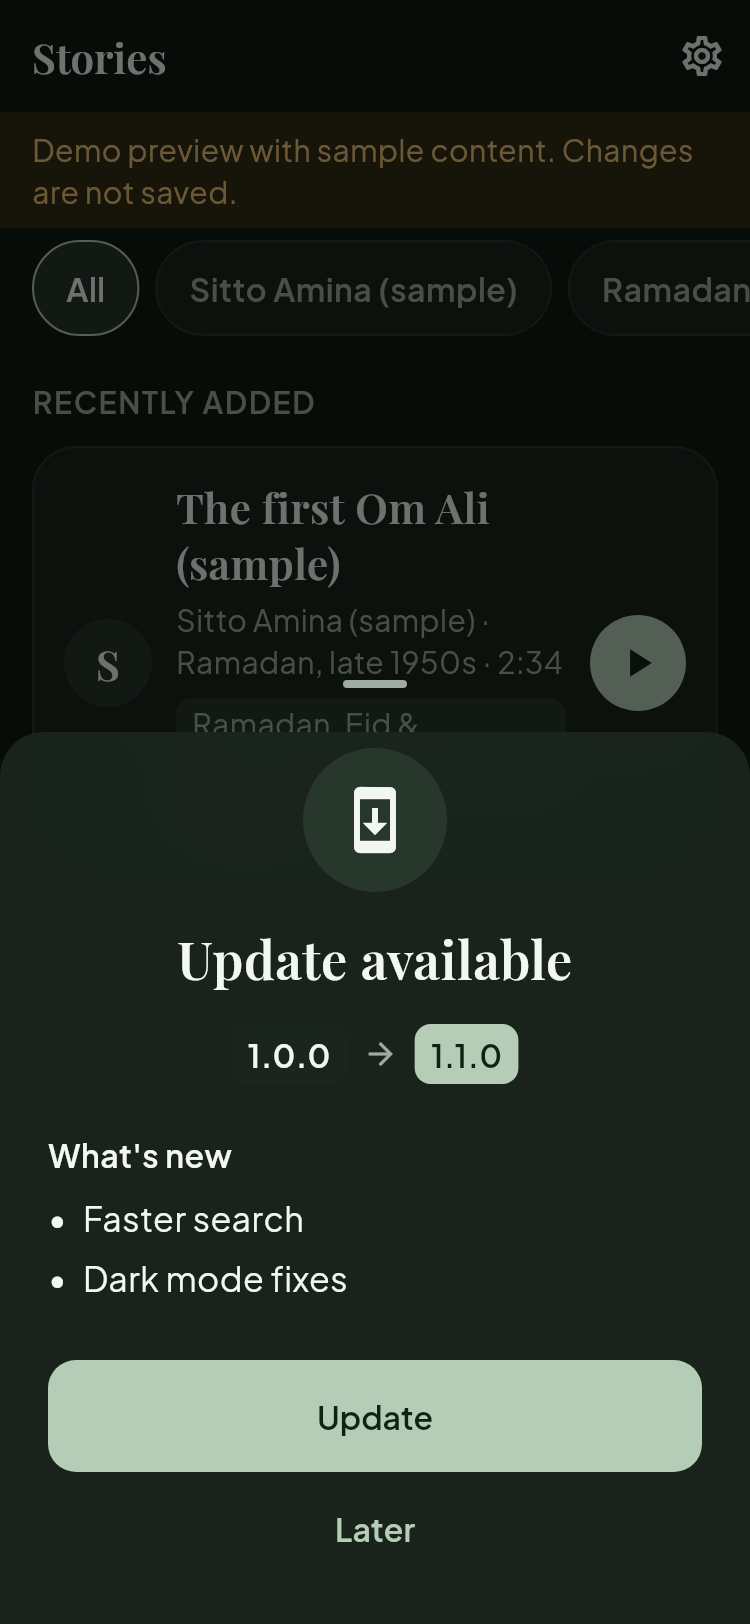 Stories
Demo preview with sample content. Changes
are not saved.
All
Sitto Amina (sample)
Ramadan
RECENTLY ADDED
The first Om Ali
(sample)
Sitto Amina (sample) ·
Ramadan, late 1950s · 2:34
S
Ramadan, Eid &
Update available
1.0.0 → 1.1.0
What's new
• Faster search
• Dark mode fixes
Update
Later